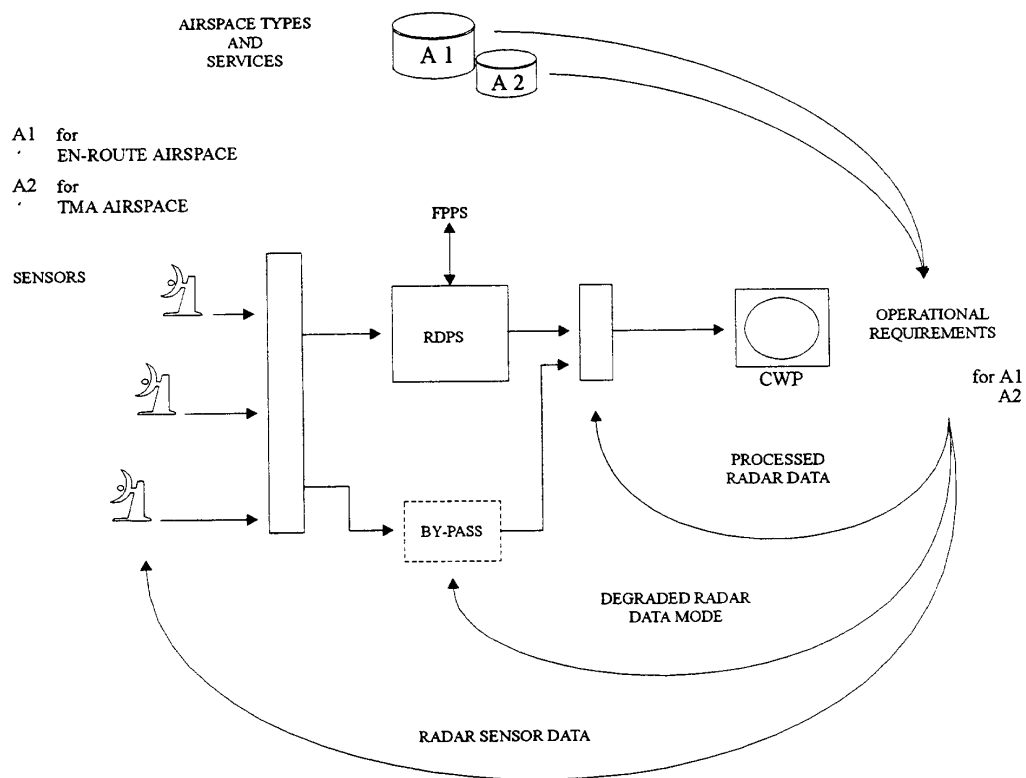 AIRSPACE TYPES
AND
SERVICES
A 1
A 2
A1 for
EN-ROUTE AIRSPACE
A2 for
TMA AIRSPACE
FPPS
SENSORS
RDPS
CWP
OPERATIONAL
REQUIREMENTS
for A1
A2
PROCESSED
RADAR DATA
BY-PASS
DEGRADED RADAR
DATA MODE
RADAR SENSOR DATA